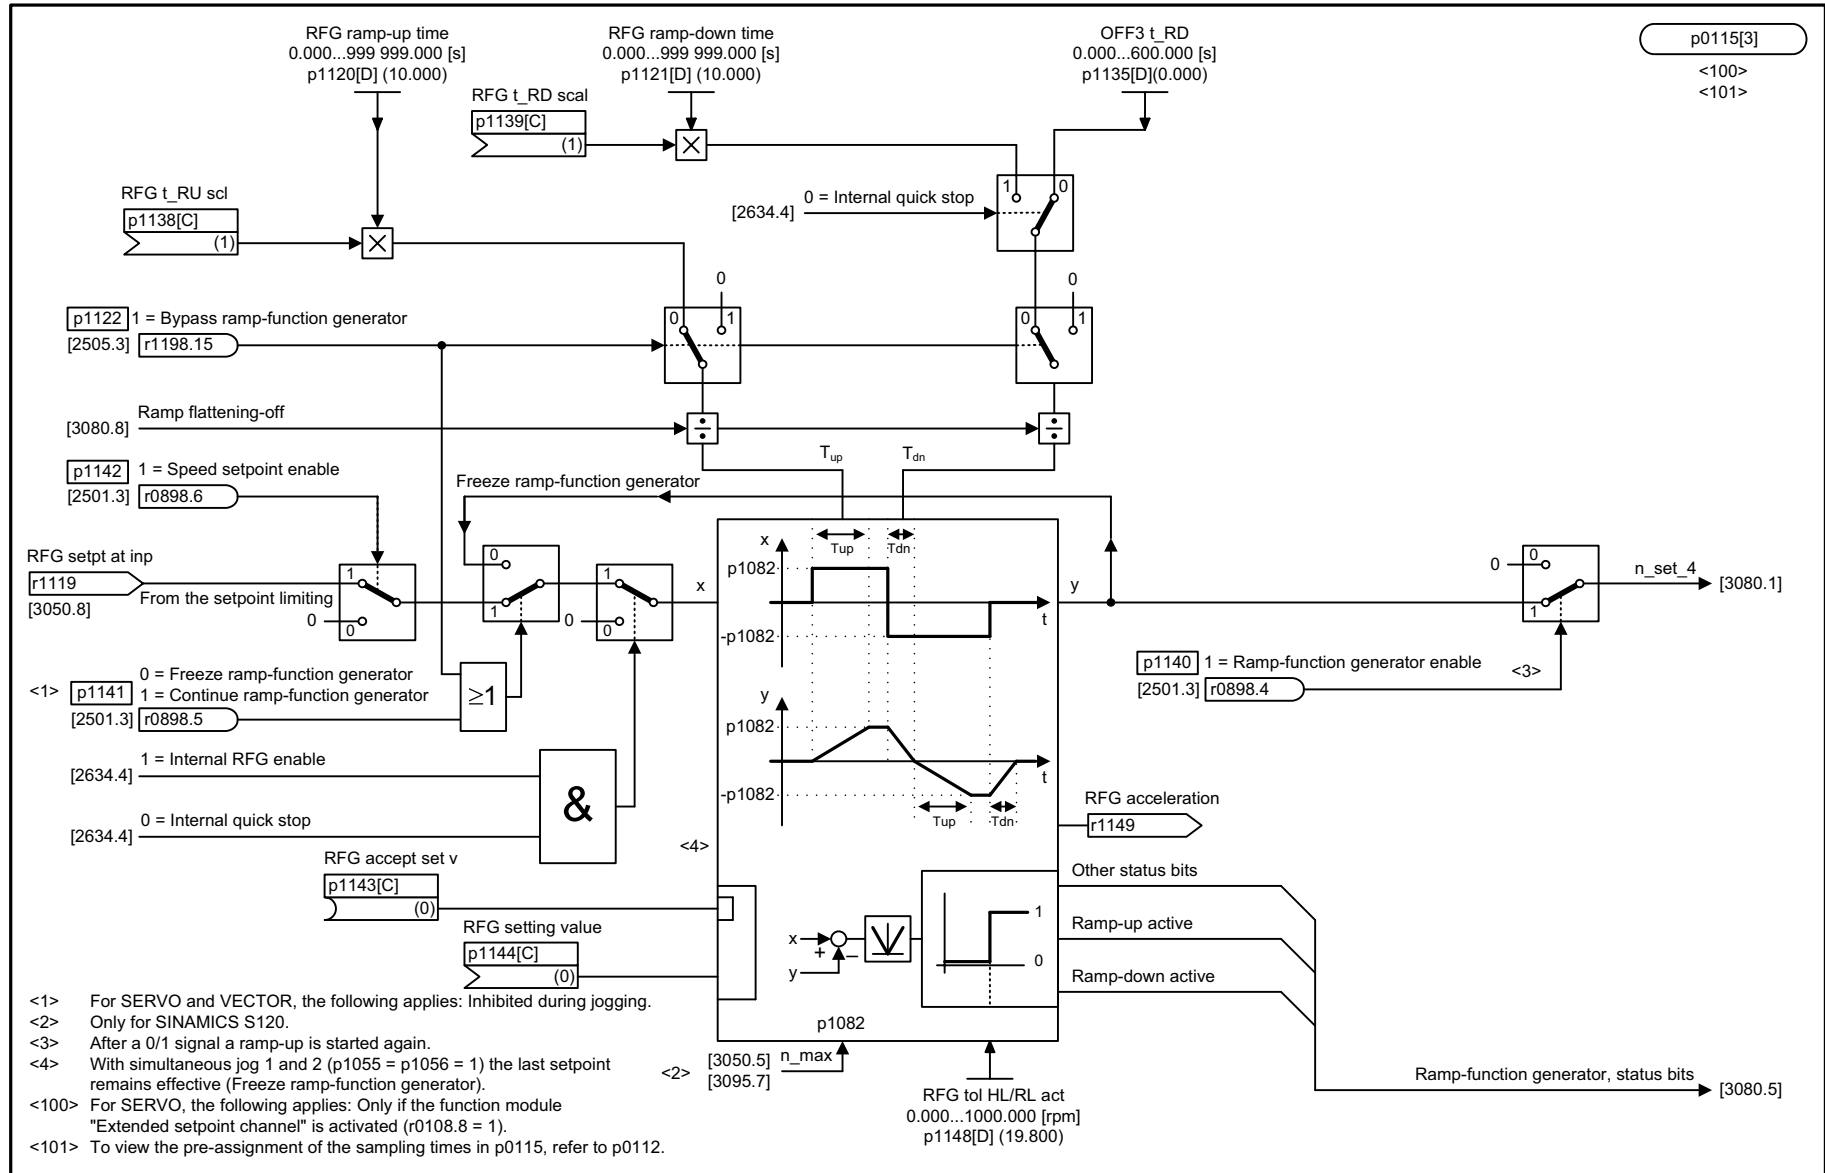 RFG ramp-up time
0.000...999 999.000 [s]
p1120[D] (10.000)
RFG ramp-down time
0.000...999 999.000 [s]
p1121[D] (10.000)
OFF3 t_RD
0.000...600.000 [s]
p1135[D](0.000)
p0115[3]
<100>
<101>
RFG t_RD scal
p1139[C]
(1)
RFG t_RU scl
p1138[C]
(1)
[2634.4] 0 = Internal quick stop
1 0
0
0 1
0
0 1
p1122 1 = Bypass ramp-function generator
[2505.3] r1198.15
Ramp flattening-off
[3080.8]
p1142 1 = Speed setpoint enable
[2501.3] r0898.6
Tup Tdn
Freeze ramp-function generator
RFG setpt at inp
r1119
[3050.8]
From the setpoint limiting
1
0 0
0
1
1
0 0
x
y
x
Tup Tdn
p1082
-p1082
t
y
p1082
-p1082
t
Tup Tdn
0 0
1
n_set_4 [3080.1]
p1140 1 = Ramp-function generator enable
[2501.3] r0898.4
<3>
0 = Freeze ramp-function generator
<1> p1141 1 = Continue ramp-function generator
[2501.3] r0898.5
≥1
1 = Internal RFG enable
[2634.4]
&
0 = Internal quick stop
[2634.4]
<4>
RFG acceleration
r1149
RFG accept set v
p1143[C]
(0)
RFG setting value
p1144[C]
(0)
x
+ −
y
1
0
Other status bits
Ramp-up active
Ramp-down active
p1082
<2> [3050.5] n_max
[3095.7]
RFG tol HL/RL act
0.000...1000.000 [rpm]
p1148[D] (19.800)
Ramp-function generator, status bits [3080.5]
<1> For SERVO and VECTOR, the following applies: Inhibited during jogging.
<2> Only for SINAMICS S120.
<3> After a 0/1 signal a ramp-up is started again.
<4> With simultaneous jog 1 and 2 (p1055 = p1056 = 1) the last setpoint
remains effective (Freeze ramp-function generator).
<100> For SERVO, the following applies: Only if the function module
"Extended setpoint channel" is activated (r0108.8 = 1).
<101> To view the pre-assignment of the sampling times in p0115, refer to p0112.